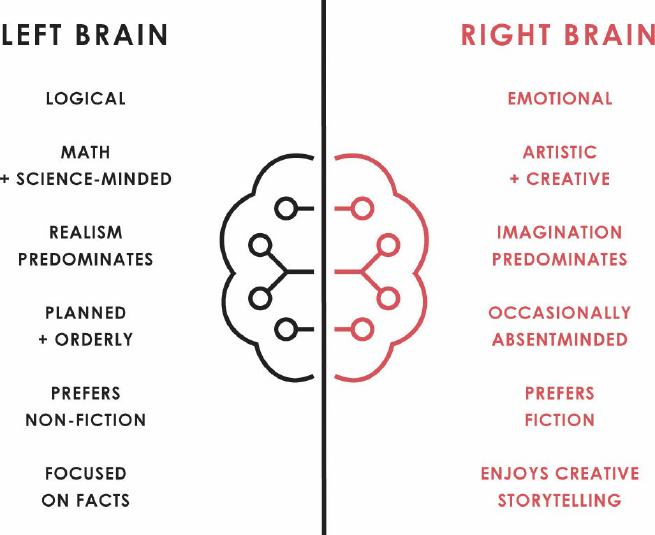 LEFT BRAIN
LOGICAL
MATH
+ SCIENCE-MINDED
REALISM
PREDOMINATES
PLANNED
+ ORDERLY
PREFERS
NON-FICTION
FOCUSED
ON FACTS
RIGHT BRAIN
EMOTIONAL
ARTISTIC
+ CREATIVE
IMAGINATION
PREDOMINATES
OCCASIONALLY
ABSENTMINDED
PREFERS
FICTION
ENJOYS CREATIVE
STORYTELLING